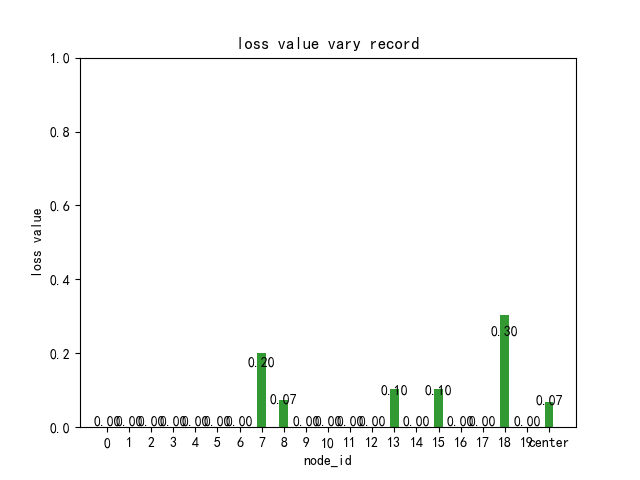 loss value vary record
1.0
0.8
0.6
0.4
0.2
0.0
loss value
0.00 0.00 0.00 0.00 0.00 0.00 0.00 0.20 0.07 0.00 0.00 0.00 0.00 0.10 0.00 0.10 0.00 0.00 0.30 0.00 0.07
0 1 2 3 4 5 6 7 8 9 10 11 12 13 14 15 16 17 18 19 center
node_id